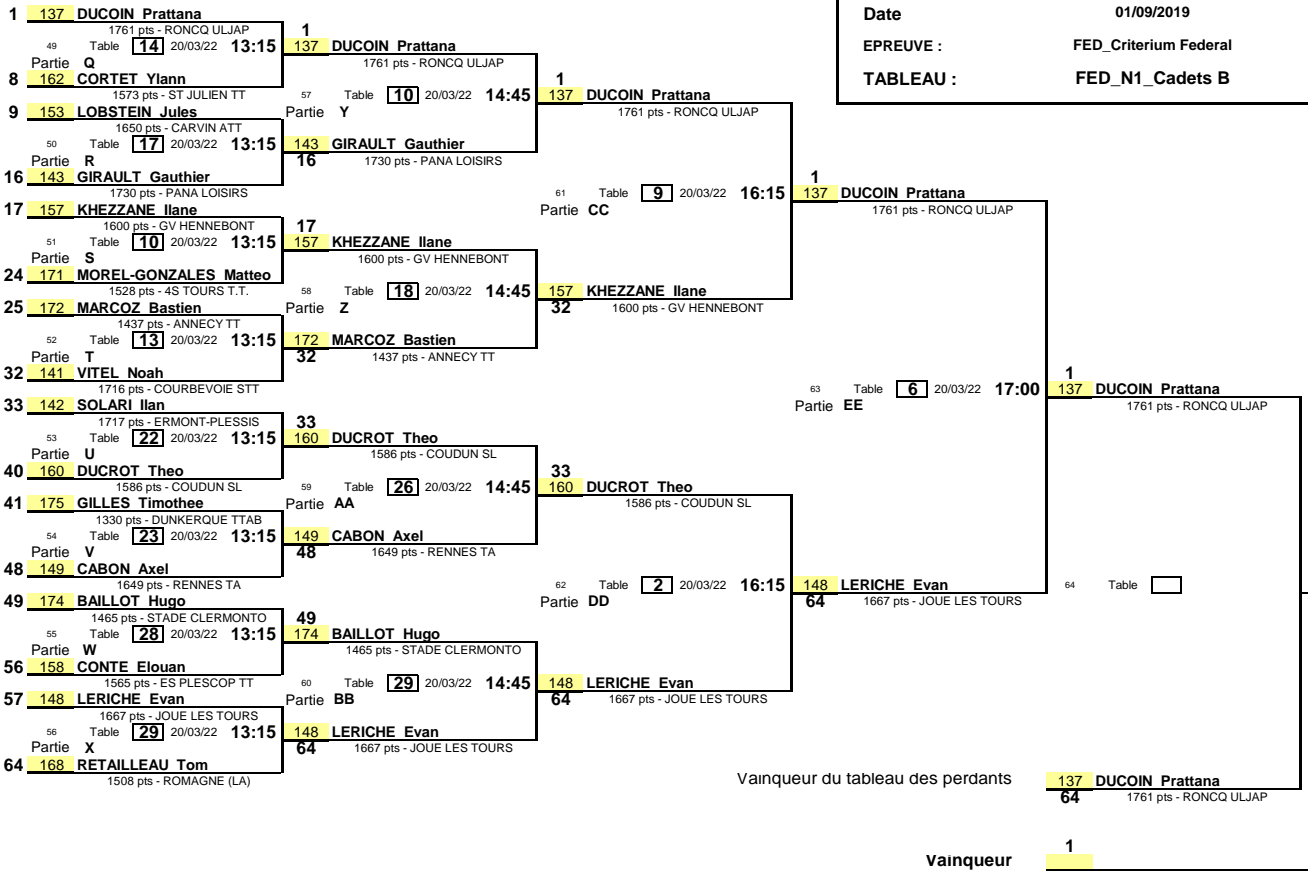 Date 01/09/2019
EPREUVE : FED_Criterium Federal
TABLEAU : FED_N1_Cadets B
1 137 DUCOIN Prattana
1761 pts - RONCQ ULJAP
49 Table 14 20/03/22 13:15
Partie Q
8 162 CORTET Ylann
1573 pts - ST JULIEN TT
9 153 LOBSTEIN Jules
1650 pts - CARVIN ATT
50 Table 17 20/03/22 13:15
Partie R
16 143 GIRAULT Gauthier
1730 pts - PANA LOISIRS
17 157 KHEZZANE Ilane
1600 pts - GV HENNEBONT
51 Table 10 20/03/22 13:15
Partie S
24 171 MOREL-GONZALES Matteo
1528 pts - 4S TOURS T.T.
25 172 MARCOZ Bastien
1437 pts - ANNECY TT
52 Table 13 20/03/22 13:15
Partie T
32 141 VITEL Noah
1716 pts - COURBEVOIE STT
33 142 SOLARI Ilan
1717 pts - ERMONT-PLESSIS
53 Table 22 20/03/22 13:15
Partie U
40 160 DUCROT Theo
1586 pts - COUDUN SL
41 175 GILLES Timothee
1330 pts - DUNKERQUE TTAB
54 Table 23 20/03/22 13:15
Partie V
48 149 CABON Axel
1649 pts - RENNES TA
49 174 BAILLOT Hugo
1465 pts - STADE CLERMONTO
55 Table 28 20/03/22 13:15
Partie W
56 158 CONTE Elouan
1565 pts - ES PLESCOP TT
57 148 LERICHE Evan
1667 pts - JOUE LES TOURS
56 Table 29 20/03/22 13:15
Partie X
64 168 RETAILLEAU Tom
1508 pts - ROMAGNE (LA)
1
137 DUCOIN Prattana
1761 pts - RONCQ ULJAP
57 Table 10 20/03/22 14:45
Partie Y
143 GIRAULT Gauthier
16 1730 pts - PANA LOISIRS
17
157 KHEZZANE Ilane
1600 pts - GV HENNEBONT
58 Table 18 20/03/22 14:45
Partie Z
172 MARCOZ Bastien
32 1437 pts - ANNECY TT
33
160 DUCROT Theo
1586 pts - COUDUN SL
59 Table 26 20/03/22 14:45
Partie AA
149 CABON Axel
48 1649 pts - RENNES TA
49
174 BAILLOT Hugo
1465 pts - STADE CLERMONTO
60 Table 29 20/03/22 14:45
Partie BB
148 LERICHE Evan
64 1667 pts - JOUE LES TOURS
1
137 DUCOIN Prattana
1761 pts - RONCQ ULJAP
61 Table 9 20/03/22 16:15
Partie CC
157 KHEZZANE Ilane
32 1600 pts - GV HENNEBONT
33
160 DUCROT Theo
1586 pts - COUDUN SL
62 Table 2 20/03/22 16:15
Partie DD
148 LERICHE Evan
64 1667 pts - JOUE LES TOURS
1
137 DUCOIN Prattana
1761 pts - RONCQ ULJAP
63 Table 6 20/03/22 17:00
Partie EE
148 LERICHE Evan
64 1667 pts - JOUE LES TOURS
1
137 DUCOIN Prattana
1761 pts - RONCQ ULJAP
64 Table
Vainqueur du tableau des perdants 137 DUCOIN Prattana
64 1761 pts - RONCQ ULJAP
1
Vainqueur